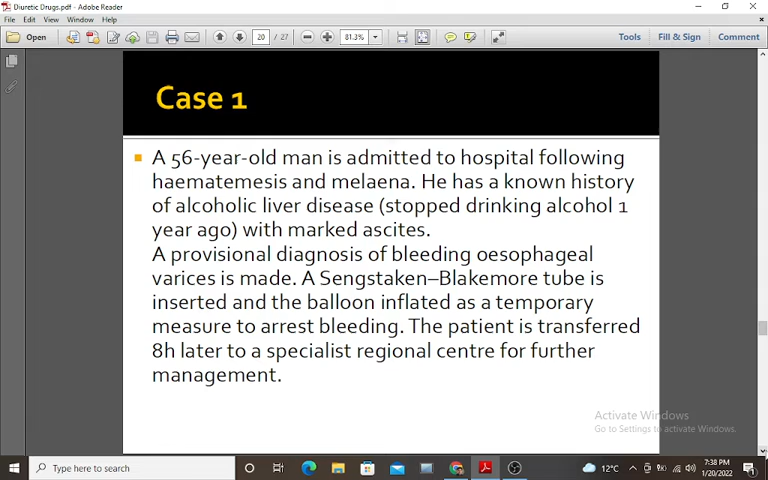 Diuretic Drugs.pdf - Adobe Reader
File Edit View Window Help
Open 20 / 27 81.3% Tools Fill & Sign Comment
Case 1
A 56-year-old man is admitted to hospital following
haematemesis and melaena. He has a known history
of alcoholic liver disease (stopped drinking alcohol 1
year ago) with marked ascites.
A provisional diagnosis of bleeding oesophageal
varices is made. A Sengstaken–Blakemore tube is
inserted and the balloon inflated as a temporary
measure to arrest bleeding. The patient is transferred
8h later to a specialist regional centre for further
management.
Activate Windows
Go to Settings to activate Windows.
Type here to search
12°C
7:38 PM
1/20/2022